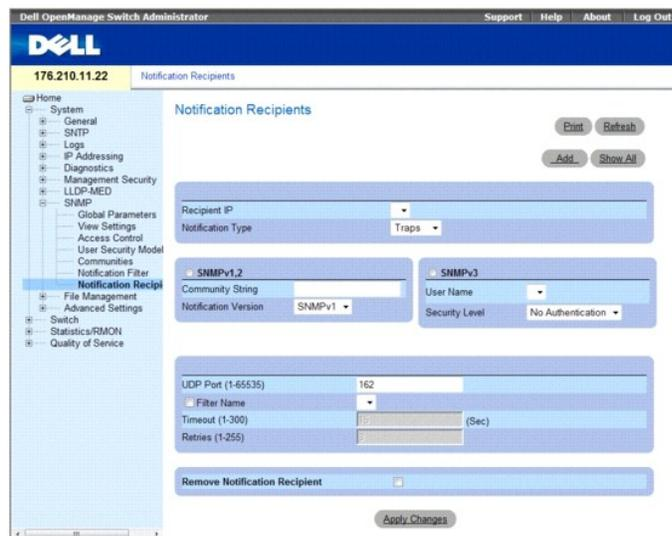 Dell OpenManage Switch Administrator
Support Help About Log Out
DELL
176.210.11.22
Notification Recipients
Home
System
General
SNTP
Logs
IP Addressing
Diagnostics
Management Security
LLDP-MED
SNMP
Global Parameters
View Settings
Access Control
User Security Model
Communities
Notification Filter
Notification Recipi
File Management
Advanced Settings
Switch
Statistics/RMON
Quality of Service
Notification Recipients
Print Refresh
Add Show All
Recipient IP
Notification Type Traps
SNMPv1,2
Community String
Notification Version SNMPv1
SNMPv3
User Name
Security Level No Authentication
UDP Port (1-65535) 162
Filter Name
Timeout (1-300) 15 (Sec)
Retries (1-255) 3
Remove Notification Recipient
Apply Changes